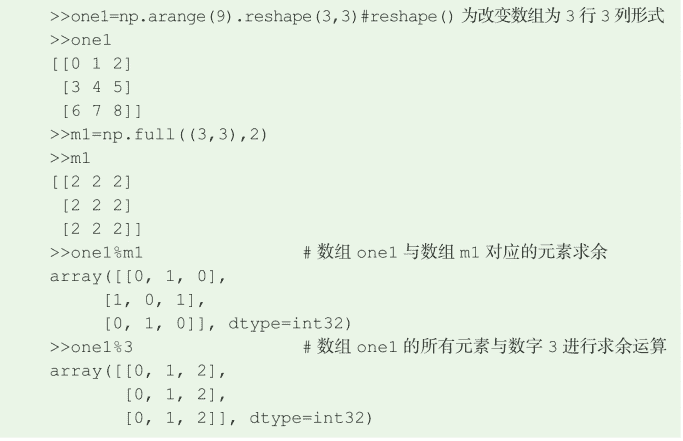 >>one1=np.arange(9).reshape(3,3)#reshape() 为改变数组为 3 行 3 列形式
>>one1
[[0 1 2]
 [3 4 5]
 [6 7 8]]
>>m1=np.full((3,3),2)
>>m1
[[2 2 2]
 [2 2 2]
 [2 2 2]]
>>one1%m1 # 数组 one1 与数组 m1 对应的元素求余
array([[0, 1, 0],
 [1, 0, 1],
 [0, 1, 0]], dtype=int32)
>>one1%3 # 数组 one1 的所有元素与数字 3 进行求余运算
array([[0, 1, 2],
 [0, 1, 2],
 [0, 1, 2]], dtype=int32)